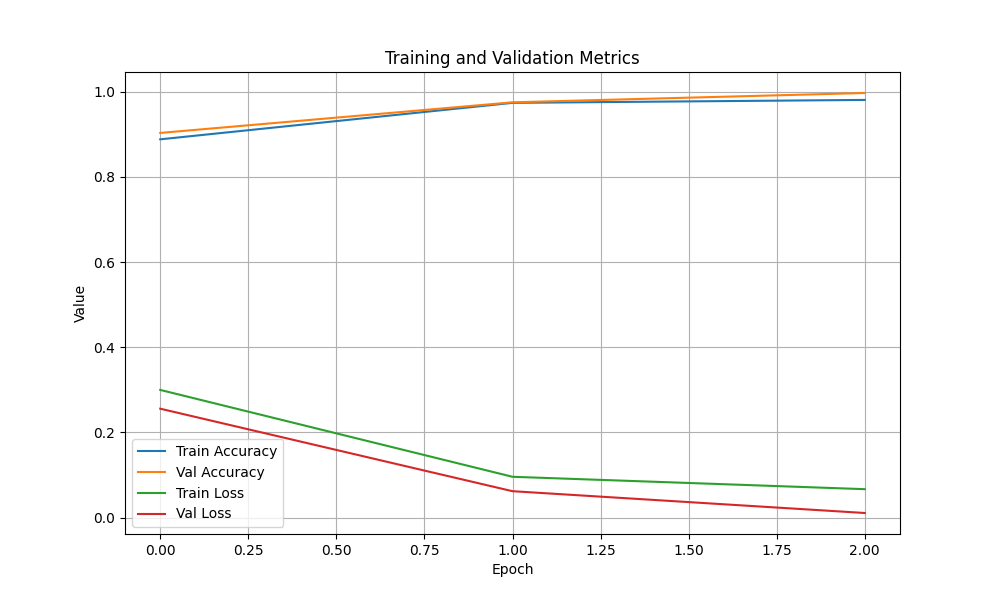 Training and Validation Metrics
Value
1.0
0.8
0.6
0.4
0.2
0.0
Train Accuracy
Val Accuracy
Train Loss
Val Loss
0.00 0.25 0.50 0.75 1.00 1.25 1.50 1.75 2.00
Epoch